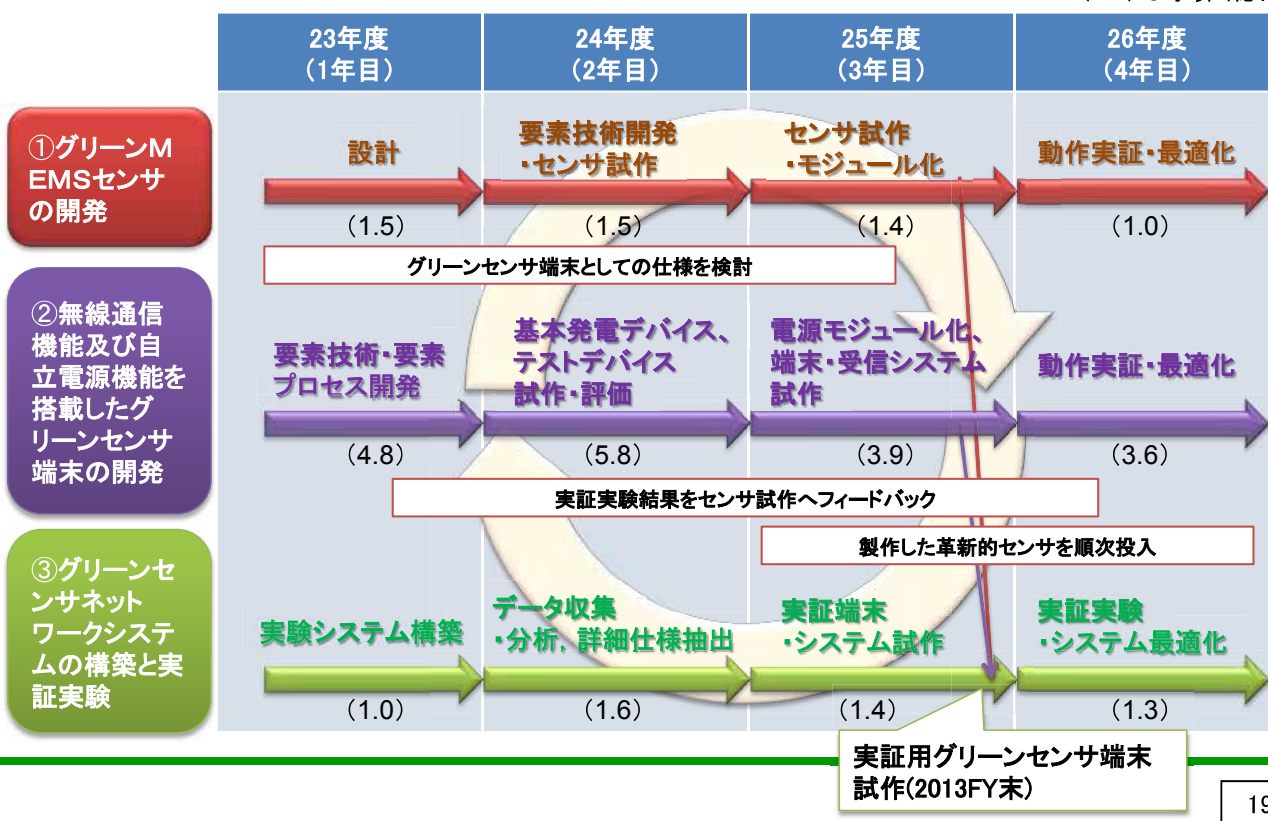 23年度
(1年目)
24年度
(2年目)
25年度
(3年目)
26年度
(4年目)
①グリーンM
EMSセンサ
の開発
設計
要素技術開発
・センサ試作
センサ試作
・モジュール化
動作実証・最適化
(1.5)
(1.5)
(1.4)
(1.0)
グリーンセンサ端末としての仕様を検討
②無線通信
機能及び自
立電源機能を
搭載したグ
リーンセンサ
端末の開発
要素技術・要素
プロセス開発
基本発電デバイス、
テストデバイス
試作・評価
電源モジュール化、
端末・受信システム
試作
動作実証・最適化
(4.8)
(5.8)
(3.9)
(3.6)
実証実験結果をセンサ試作へフィードバック
製作した革新的センサを順次投入
③グリーンセ
ンサネット
ワークシステ
ムの構築と実
証実験
実験システム構築
データ収集
・分析,詳細仕様抽出
実証端末
・システム試作
実証実験
・システム最適化
(1.0)
(1.6)
(1.4)
(1.3)
実証用グリーンセンサ端末
試作(2013FY末)
19